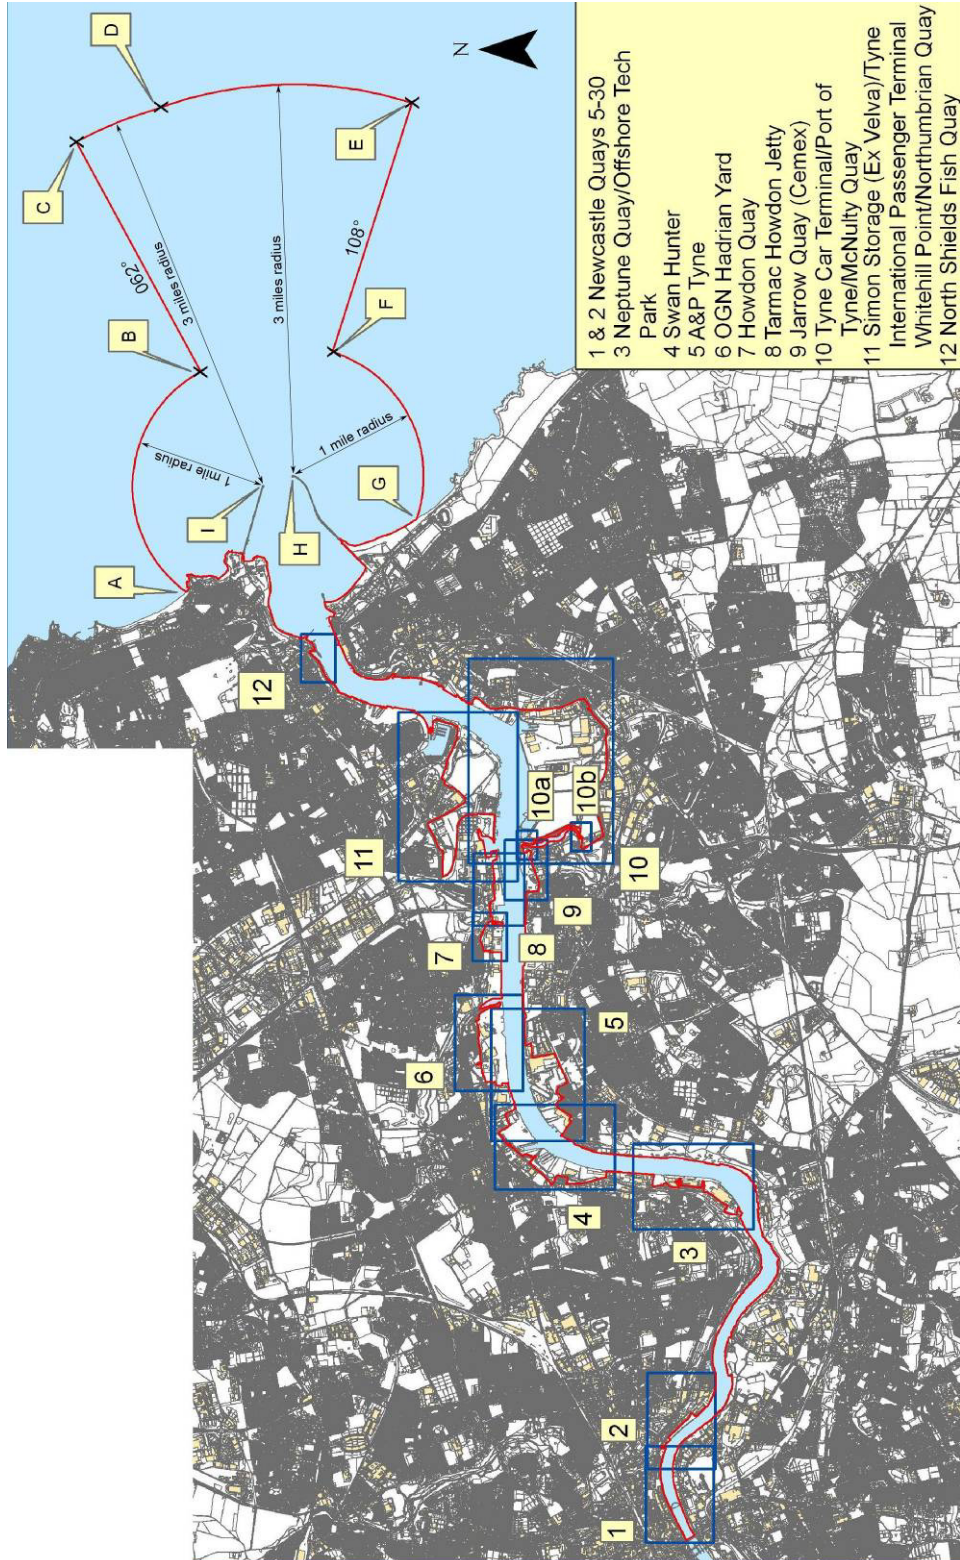 C
D
N
B
062°
3 miles radius
E
3 miles radius
108°
F
1 mile radius
1 mile radius
A
I
H
G
12
11
10a
10b
10
9
8
7
6
5
4
3
2
1
1 & 2 Newcastle Quays 5-30
3 Neptune Quay/Offshore Tech
Park
4 Swan Hunter
5 A&P Tyne
6 OGN Hadrian Yard
7 Howdon Quay
8 Tarmac Howdon Jetty
9 Jarrow Quay (Cemex)
10 Tyne Car Terminal/Port of
Tyne/McNulty Quay
11 Simon Storage (Ex Velva)/Tyne
International Passenger Terminal
Whitehill Point/Northumbrian Quay
12 North Shields Fish Quay